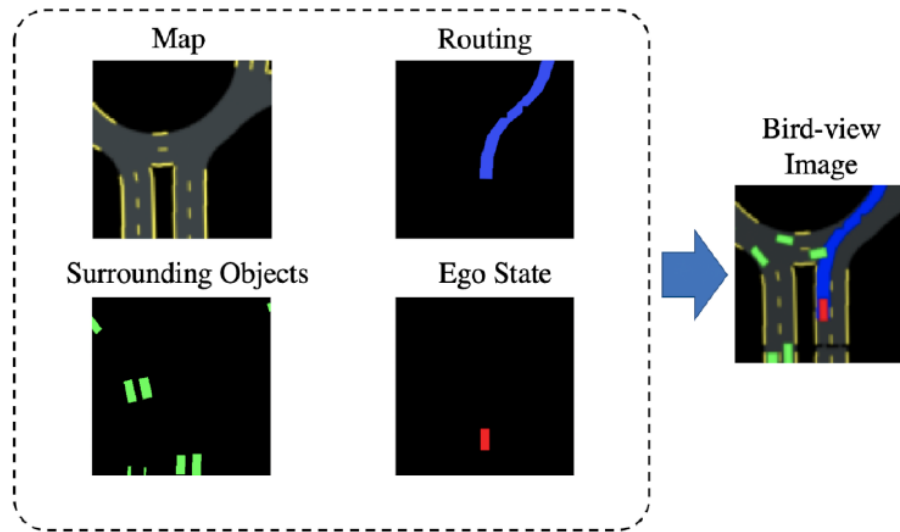 Map
Routing
Surrounding Objects
Ego State
Bird-view
Image